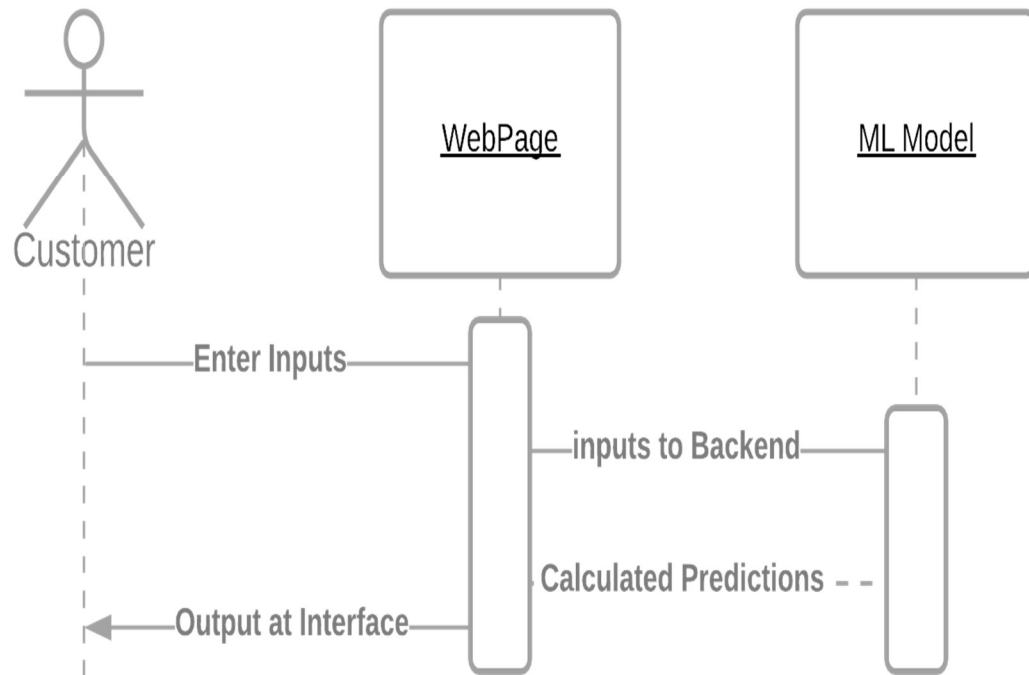 WebPage
ML Model
Customer
Enter Inputs
inputs to Backend
Calculated Predictions
Output at Interface